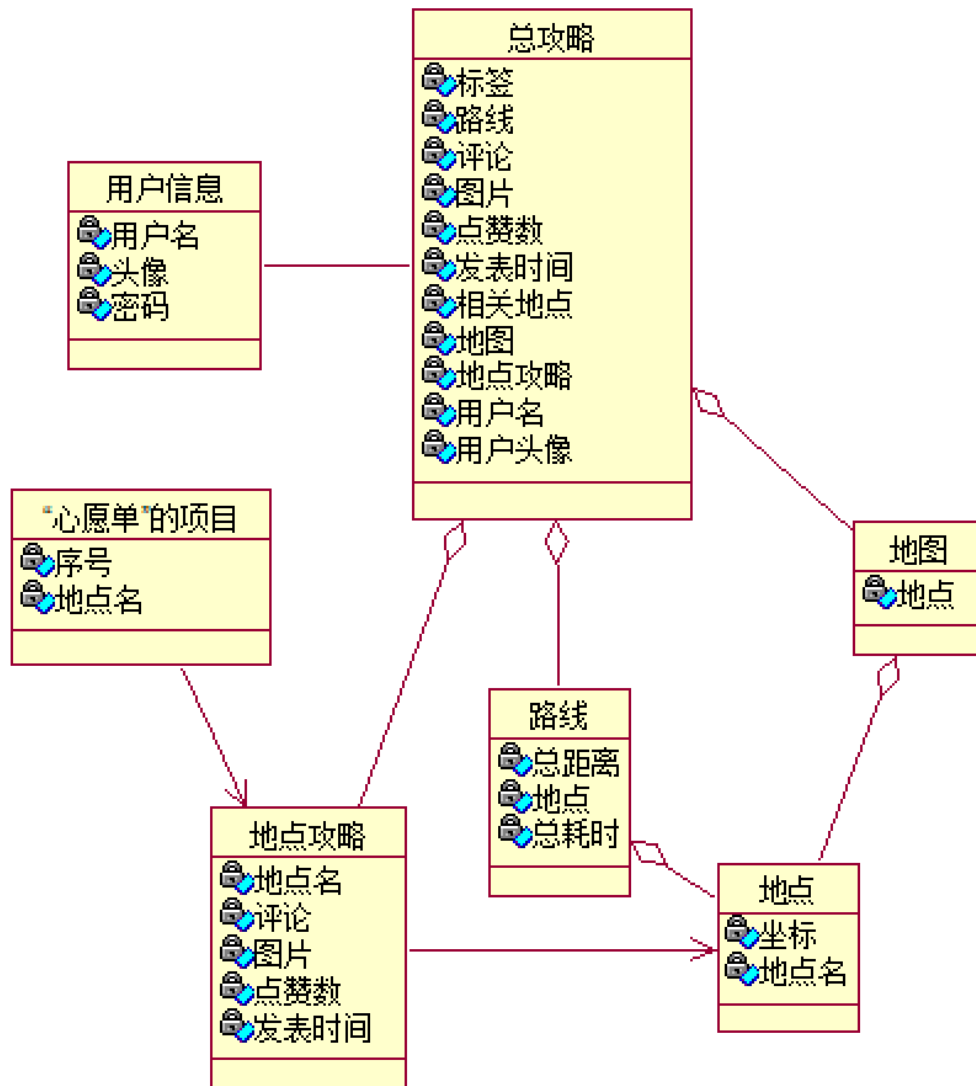 总攻略
标签
路线
评论
图片
点赞数
发表时间
相关地点
地图
地点攻略
用户名
用户头像
用户信息
用户名
头像
密码
“心愿单”的项目
序号
地点名
地图
地点
路线
总距离
地点
总耗时
地点攻略
地点名
评论
图片
点赞数
发表时间
地点
坐标
地点名